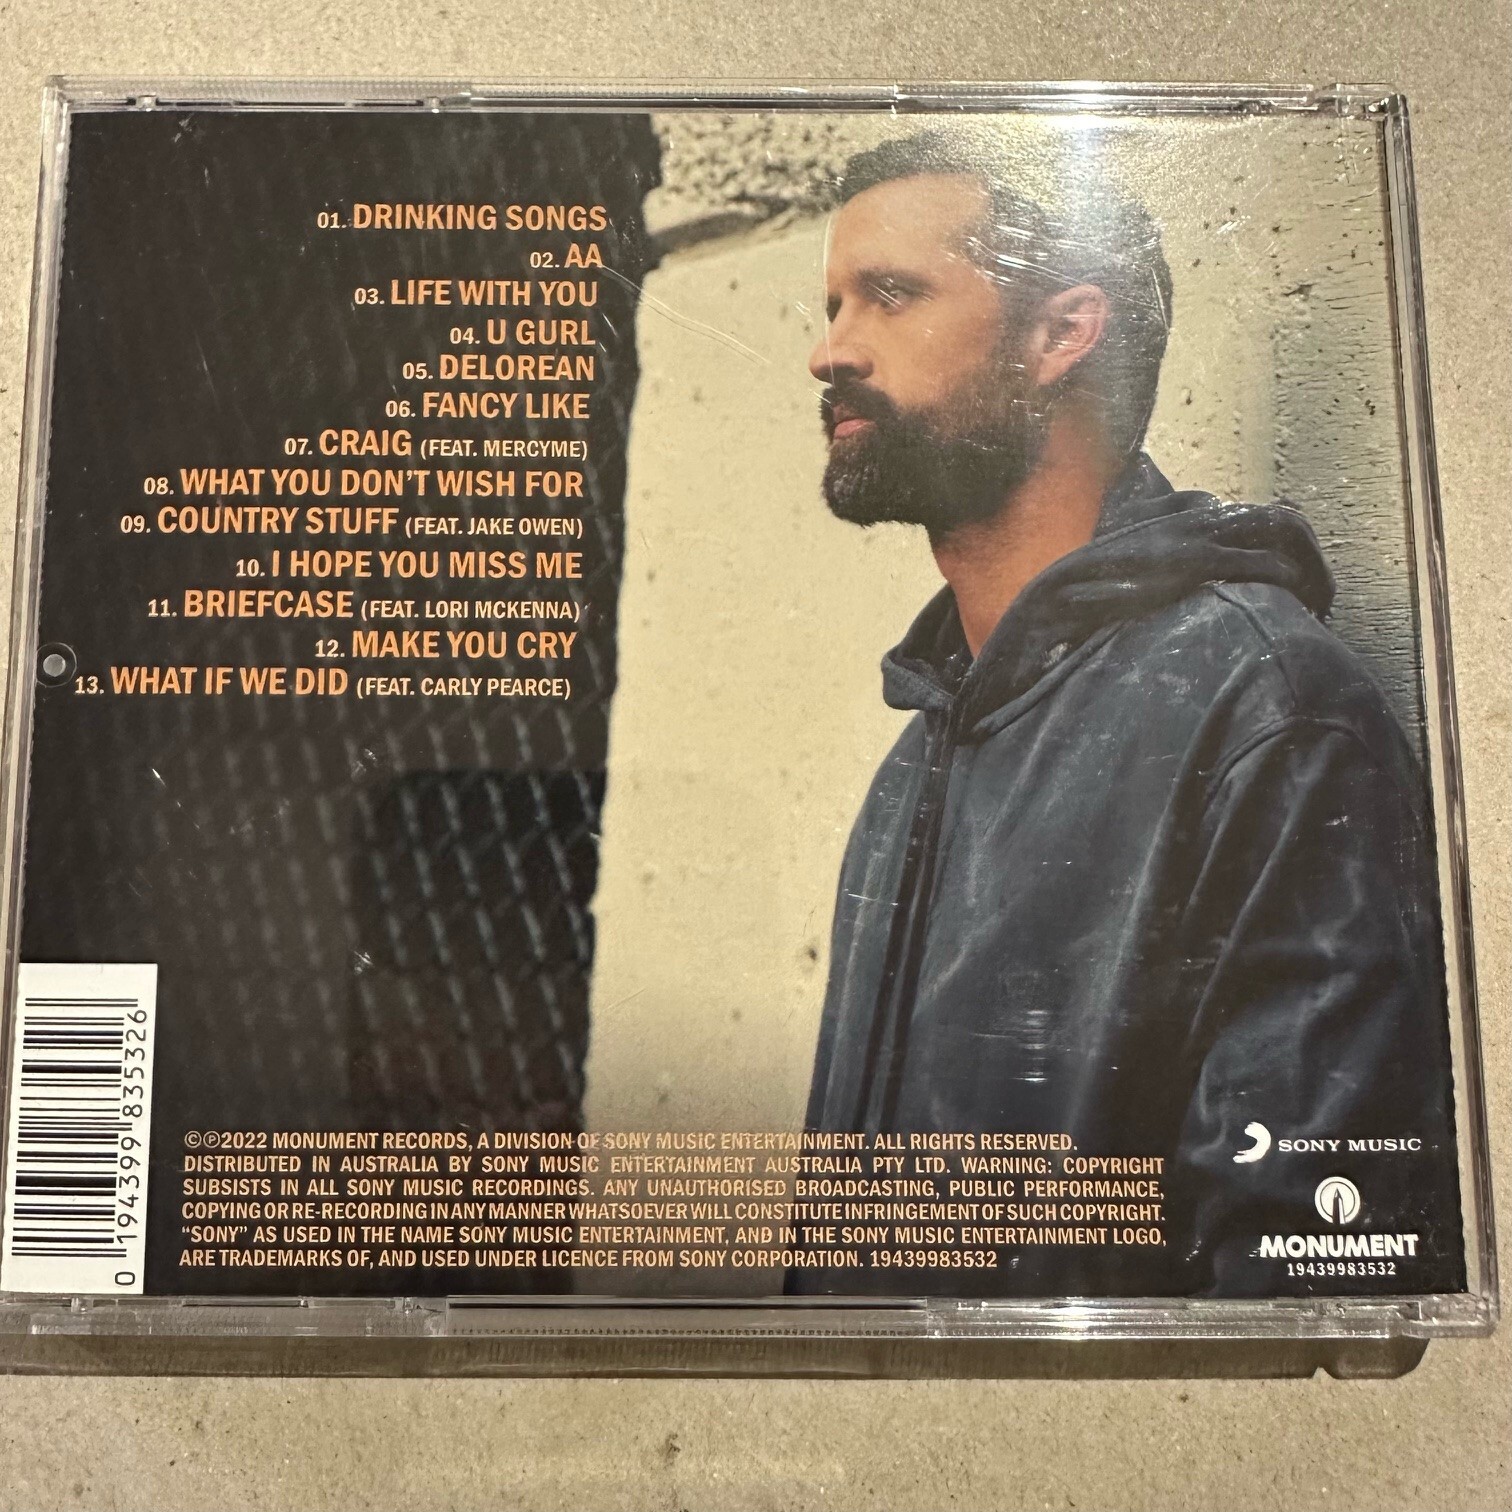 01. DRINKING SONGS
02. AA
03. LIFE WITH YOU
04. U GURL
05. DELOREAN
06. FANCY LIKE
07. CRAIG (FEAT. MERCYME)
08. WHAT YOU DON'T WISH FOR
09. COUNTRY STUFF (FEAT. JAKE OWEN)
10. I HOPE YOU MISS ME
11. BRIEFCASE (FEAT. LORI MCKENNA)
12. MAKE YOU CRY
13. WHAT IF WE DID (FEAT. CARLY PEARCE)
0 194399 835326
©℗2022 MONUMENT RECORDS, A DIVISION OF SONY MUSIC ENTERTAINMENT. ALL RIGHTS RESERVED.
DISTRIBUTED IN AUSTRALIA BY SONY MUSIC ENTERTAINMENT AUSTRALIA PTY LTD. WARNING: COPYRIGHT
SUBSISTS IN ALL SONY MUSIC RECORDINGS. ANY UNAUTHORISED BROADCASTING, PUBLIC PERFORMANCE,
COPYING OR RE-RECORDING IN ANY MANNER WHATSOEVER WILL CONSTITUTE INFRINGEMENT OF SUCH COPYRIGHT.
"SONY" AS USED IN THE NAME SONY MUSIC ENTERTAINMENT, AND IN THE SONY MUSIC ENTERTAINMENT LOGO,
ARE TRADEMARKS OF, AND USED UNDER LICENCE FROM SONY CORPORATION. 19439983532
SONY MUSIC
MONUMENT
19439983532